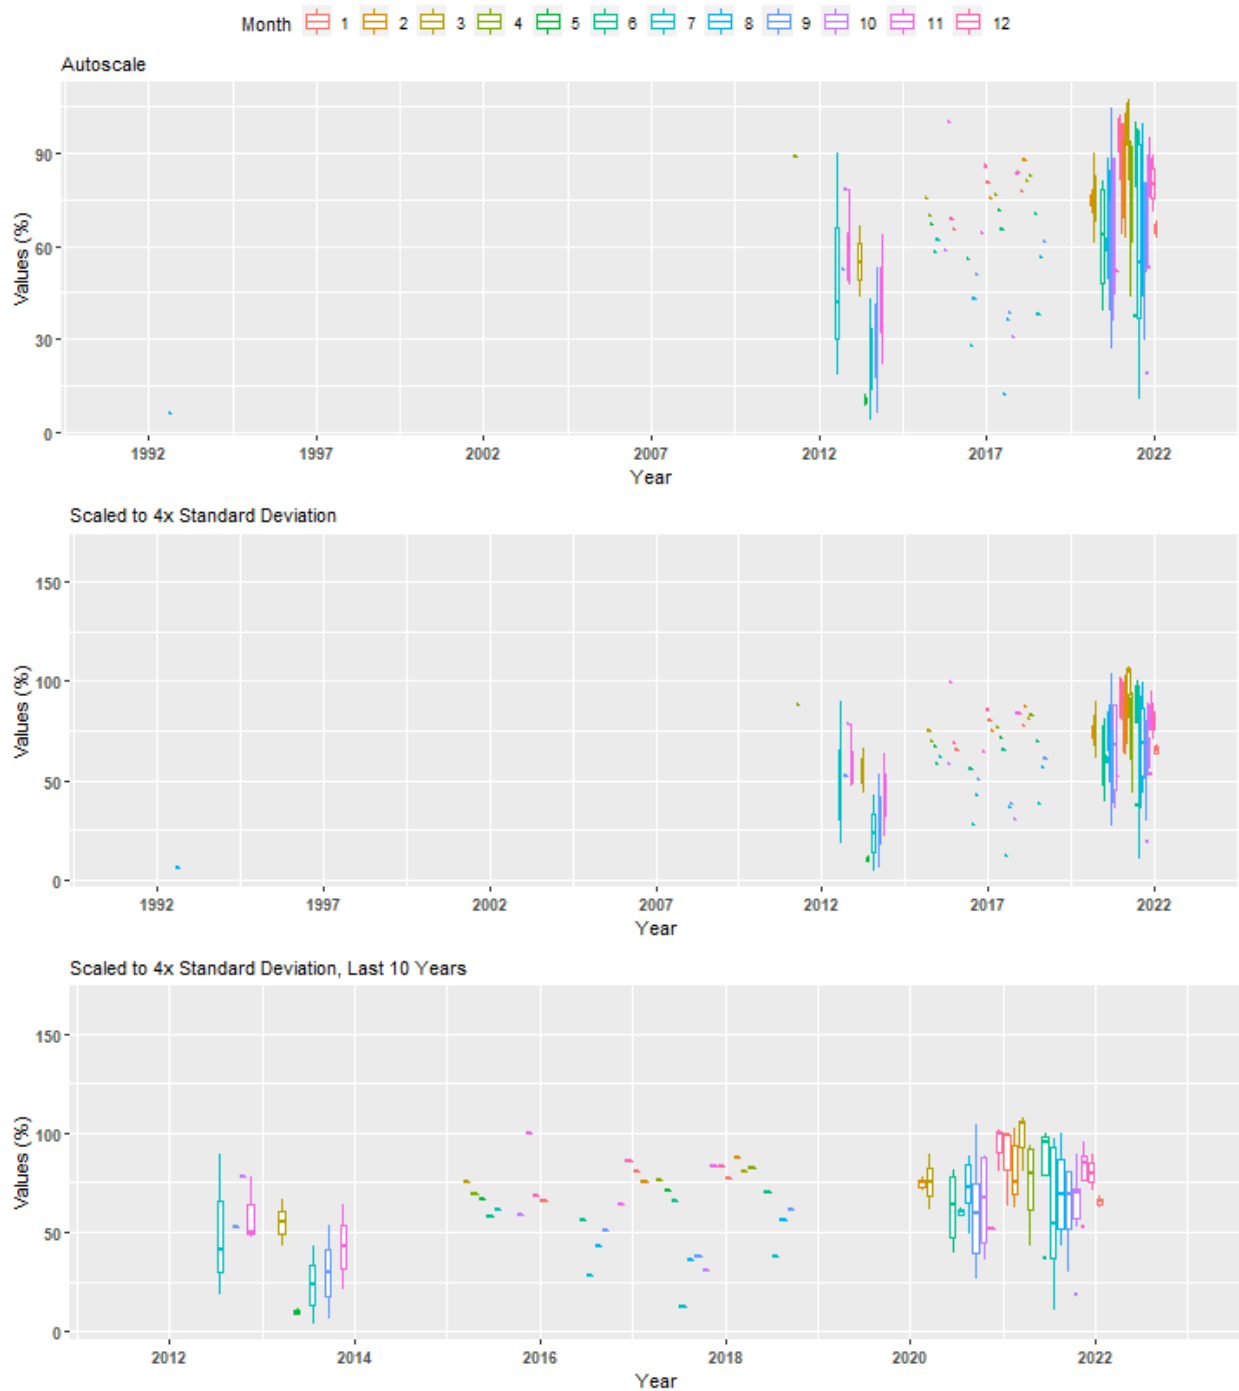 Month 1 2 3 4 5 6 7 8 9 10 11 12
Autoscale
Values (%)
90
60
30
0
1992 1997 2002 2007 2012 2017 2022
Year
Scaled to 4x Standard Deviation
Values (%)
150
100
50
0
1992 1997 2002 2007 2012 2017 2022
Year
Scaled to 4x Standard Deviation, Last 10 Years
Values (%)
150
100
50
0
2012 2014 2016 2018 2020 2022
Year